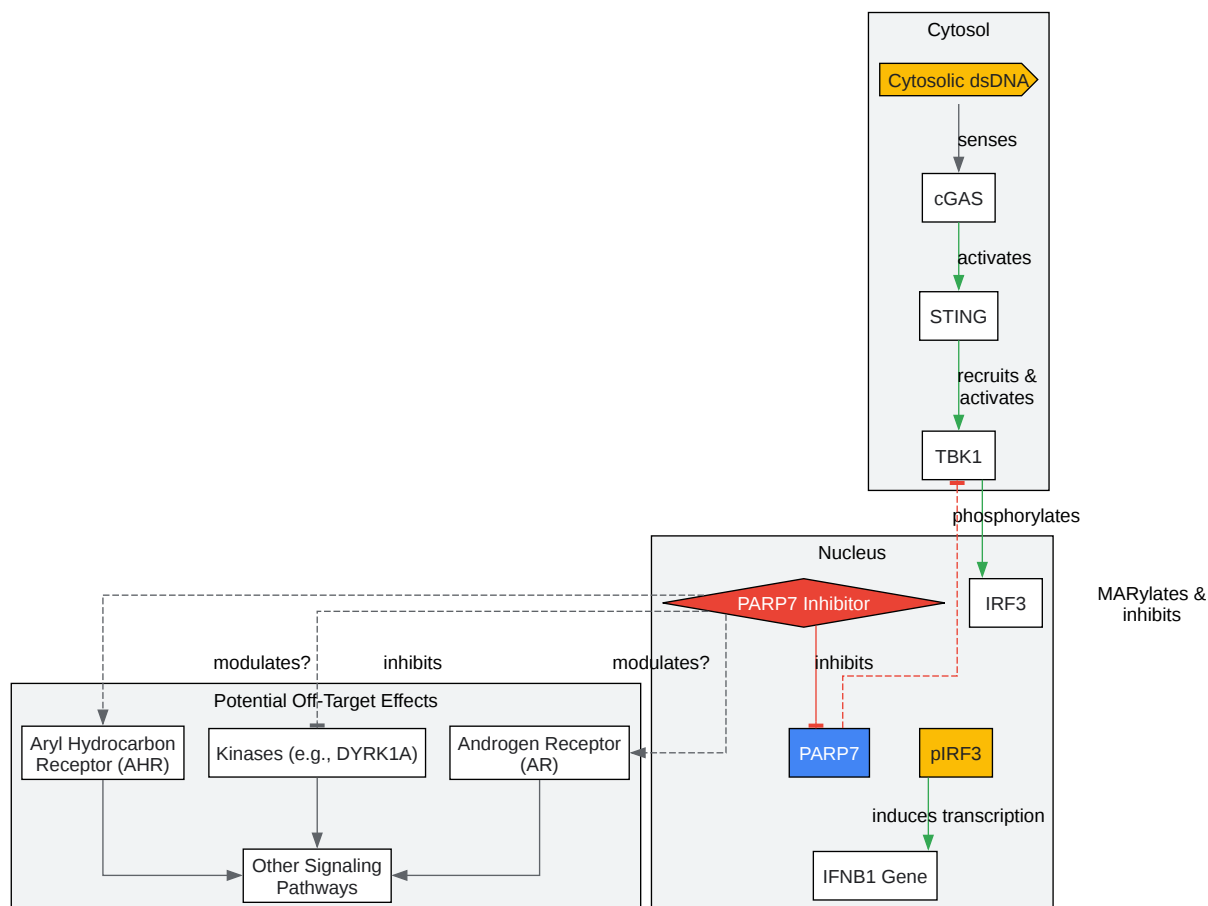 Cytosol
Cytosolic dsDNA
senses
cGAS
activates
STING
recruits &
activates
TBK1
phosphorylates
Nucleus
PARP7 Inhibitor
IRF3
MARylates &
inhibits
modulates?
inhibits
modulates?
inhibits
Potential Off-Target Effects
Aryl Hydrocarbon
Receptor (AHR)
Kinases (e.g., DYRK1A)
Androgen Receptor
(AR)
PARP7
pIRF3
induces transcription
Other Signaling
Pathways
IFNB1 Gene